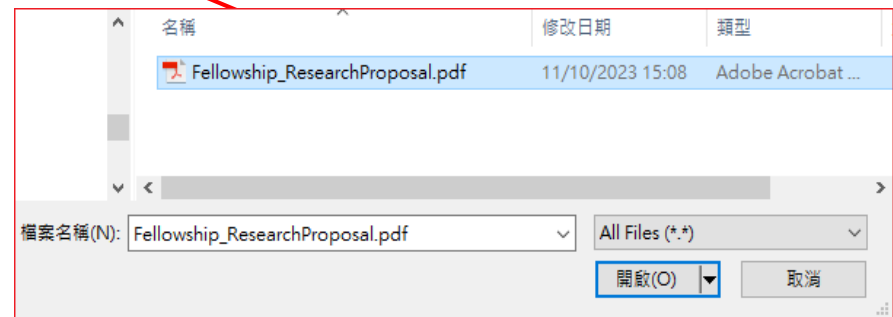 名稱 修改日期 類型
Fellowship_ResearchProposal.pdf 11/10/2023 15:08 Adobe Acrobat ...
檔案名稱(N): Fellowship_ResearchProposal.pdf All Files (*.*)
開啟(O) 取消